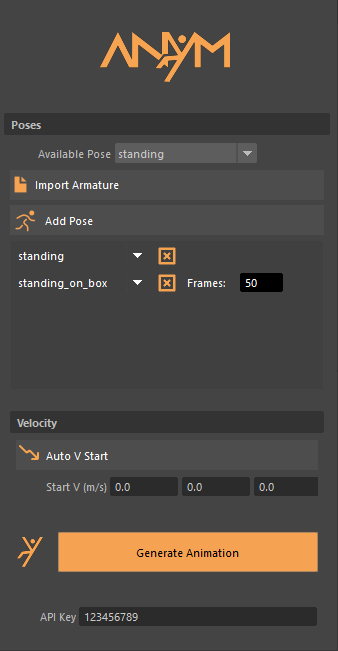 ANYM
Poses
Available Pose standing
Import Armature
Add Pose
standing
standing_on_box Frames: 50
Velocity
Auto V Start
Start V (m/s) 0.0 0.0 0.0
Generate Animation
API Key 123456789